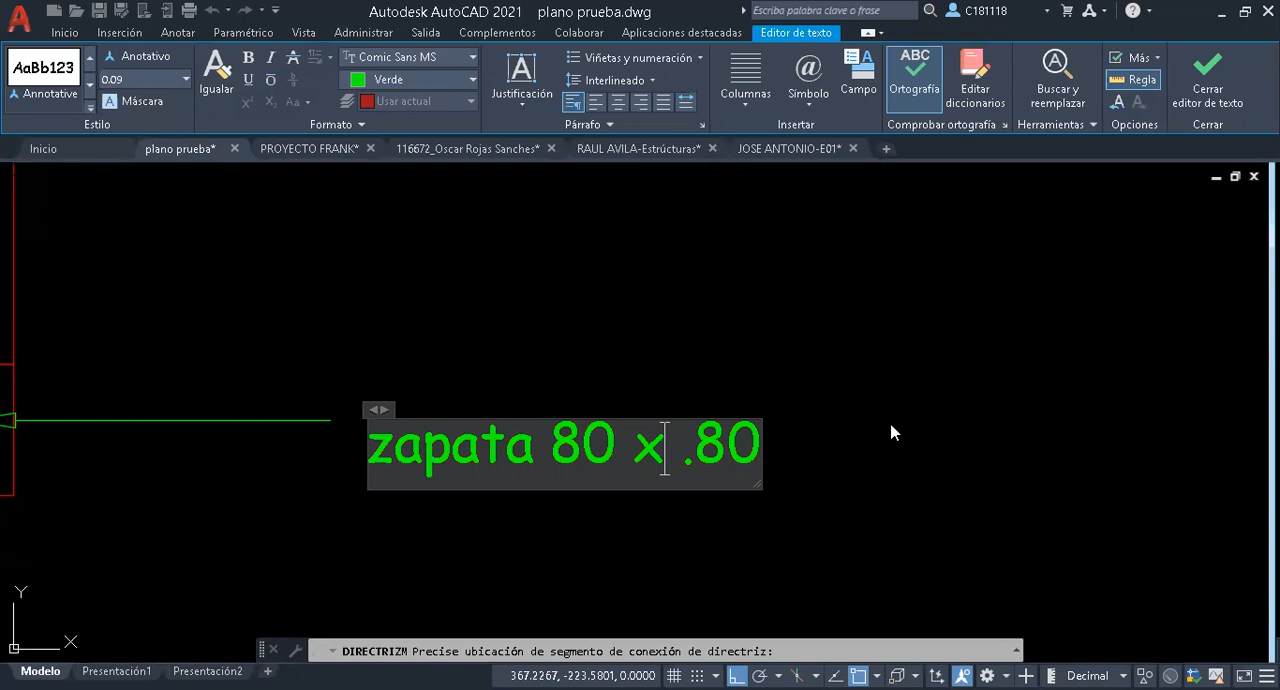 A
Autodesk AutoCAD 2021 plano prueba.dwg
Escriba palabra clave o frase
C181118
Inicio Inserción Anotar Paramétrico Vista Administrar Salida Complementos Colaborar Aplicaciones destacadas Editor de texto
AaBb123
Annotative
Anotativo
0.09
Máscara
Estilo
Igualar
Comic Sans MS
Verde
Usar actual
Formato
Justificación
Viñetas y numeración
Interlineado
Párrafo
Columnas
Símbolo
Campo
Insertar
ABC
Ortografía
Editar
diccionarios
Comprobar ortografía
Buscar y
reemplazar
Herramientas
Más
Regla
Opciones
Cerrar
editor de texto
Cerrar
Inicio plano prueba* PROYECTO FRANK* 116672_Oscar Rojas Sanches* RAUL AVILA-Estrúcturas* JOSE ANTONIO-E01*
zapata 80 x .80
Y
X
DIRECTRIZM Precise ubicación de segmento de conexión de directriz:
Modelo Presentación1 Presentación2
367.2267, -223.5801, 0.0000
Decimal